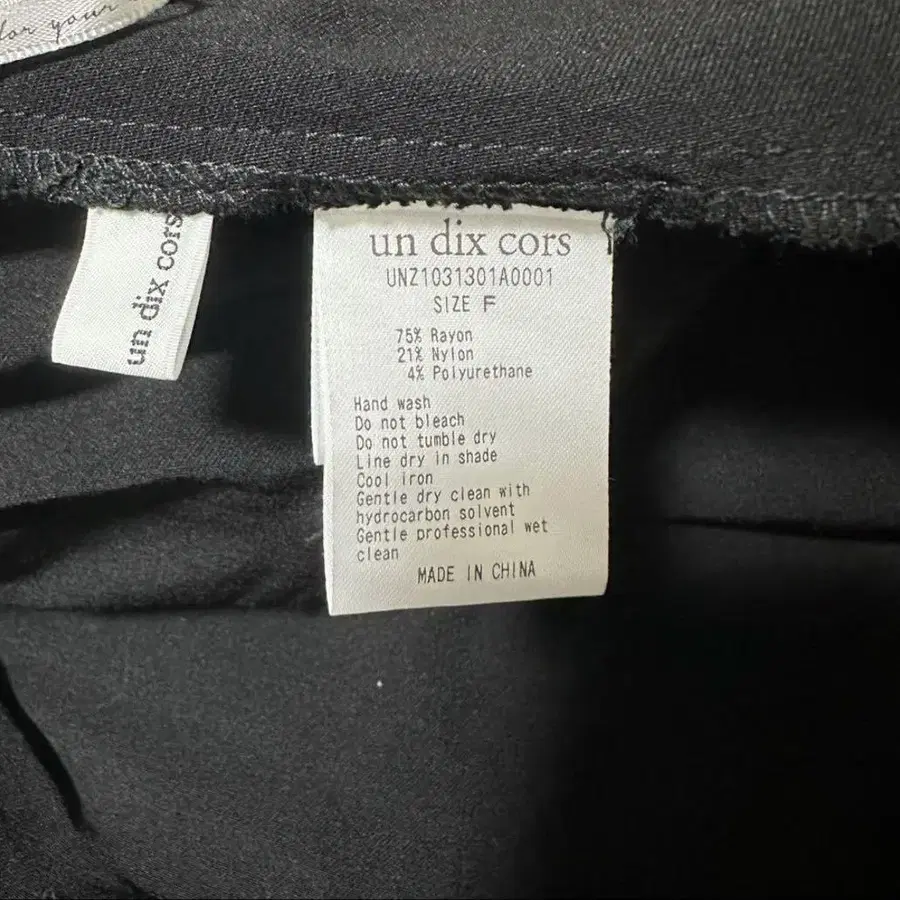 for your
un dix cors
un dix cors
UNZ1031301A0001
SIZE F
75% Rayon
21% Nylon
4% Polyurethane
Hand wash
Do not bleach
Do not tumble dry
Line dry in shade
Cool iron
Gentle dry clean with
hydrocarbon solvent
Gentle professional wet
clean
MADE IN CHINA